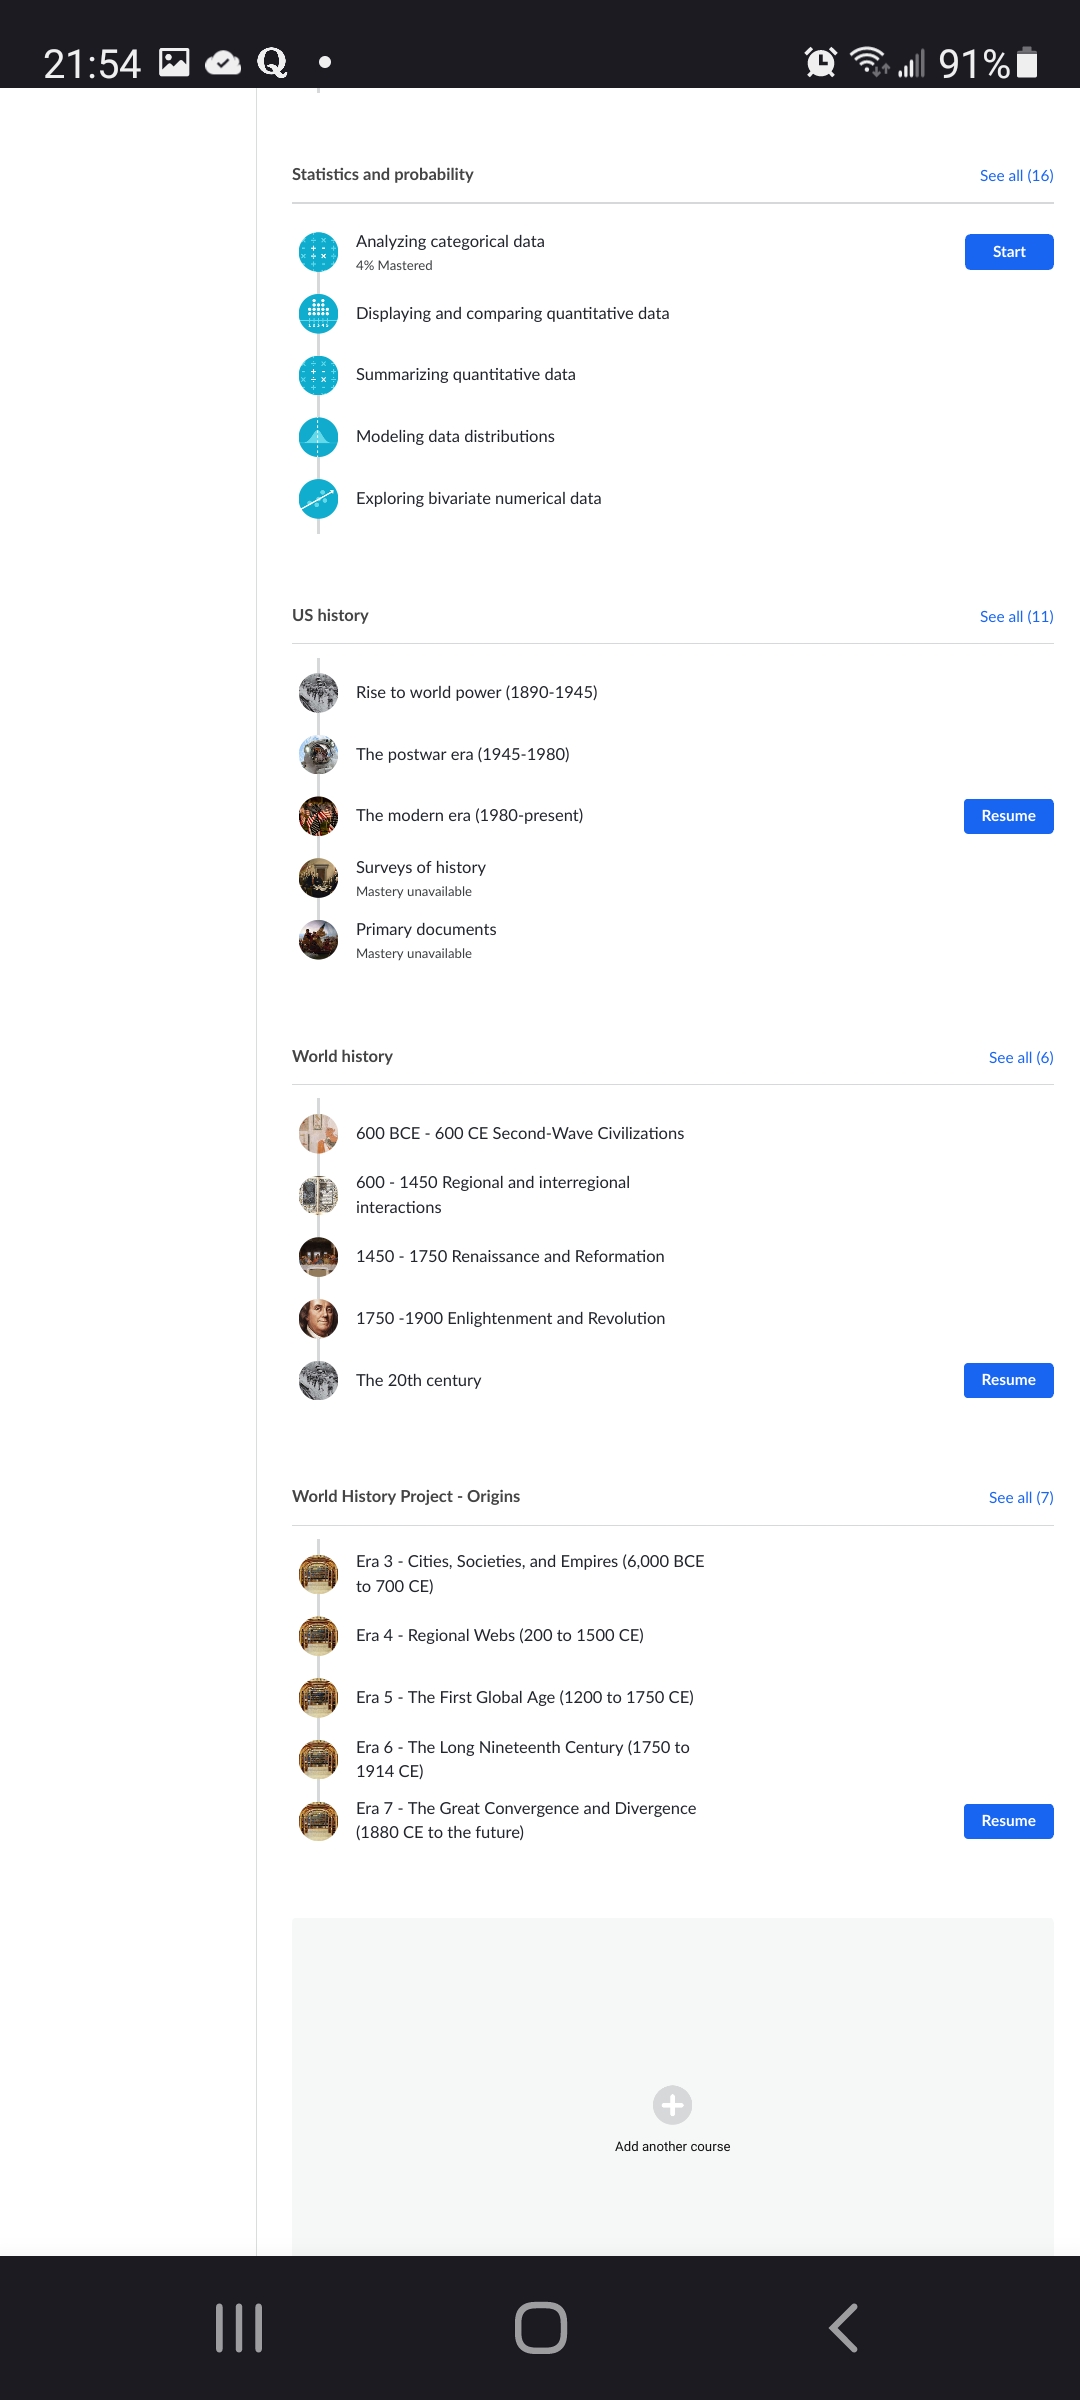 21:54
91%
Statistics and probability
See all (16)
Analyzing categorical data
Start
4% Mastered
Displaying and comparing quantitative data
Summarizing quantitative data
Modeling data distributions
Exploring bivariate numerical data
US history
See all (11)
Rise to world power (1890-1945)
The postwar era (1945-1980)
The modern era (1980-present)
Resume
Surveys of history
Mastery unavailable
Primary documents
Mastery unavailable
World history
See all (6)
600 BCE - 600 CE Second-Wave Civilizations
600 - 1450 Regional and interregional
interactions
1450 - 1750 Renaissance and Reformation
1750 -1900 Enlightenment and Revolution
The 20th century
Resume
World History Project - Origins
See all (7)
Era 3 - Cities, Societies, and Empires (6,000 BCE
to 700 CE)
Era 4 - Regional Webs (200 to 1500 CE)
Era 5 - The First Global Age (1200 to 1750 CE)
Era 6 - The Long Nineteenth Century (1750 to
1914 CE)
Era 7 - The Great Convergence and Divergence
(1880 CE to the future)
Resume
Add another course